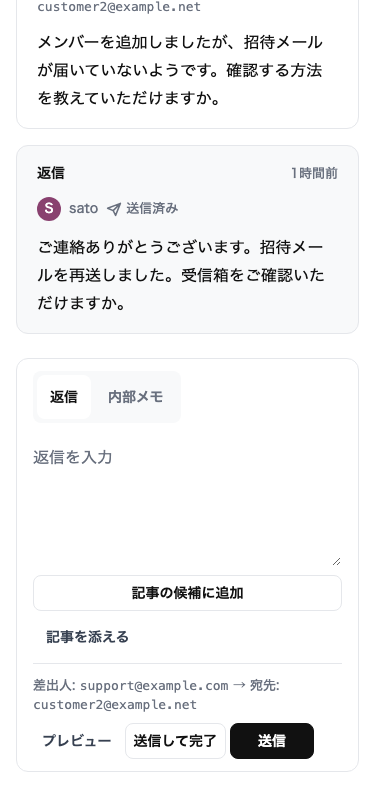 customer2@example.net
メンバーを追加しましたが、招待メール
が届いていないようです。確認する方法
を教えていただけますか。
返信 1時間前
S sato 送信済み
ご連絡ありがとうございます。招待メー
ルを再送しました。受信箱をご確認いた
だけますか。
返信 内部メモ
返信を入力
記事の候補に追加
記事を添える
差出人: support@example.com → 宛先:
customer2@example.net
プレビュー 送信して完了 送信